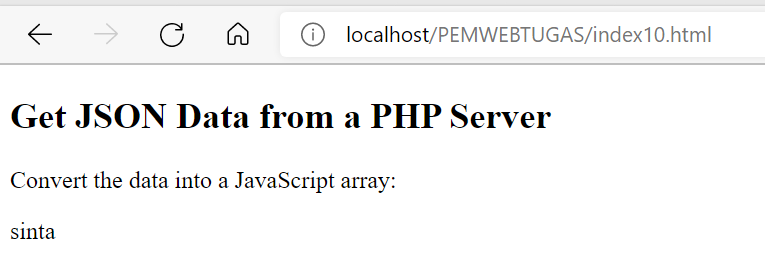 localhost/PEMWEBTUGAS/index10.html
Get JSON Data from a PHP Server
Convert the data into a JavaScript array:
sinta